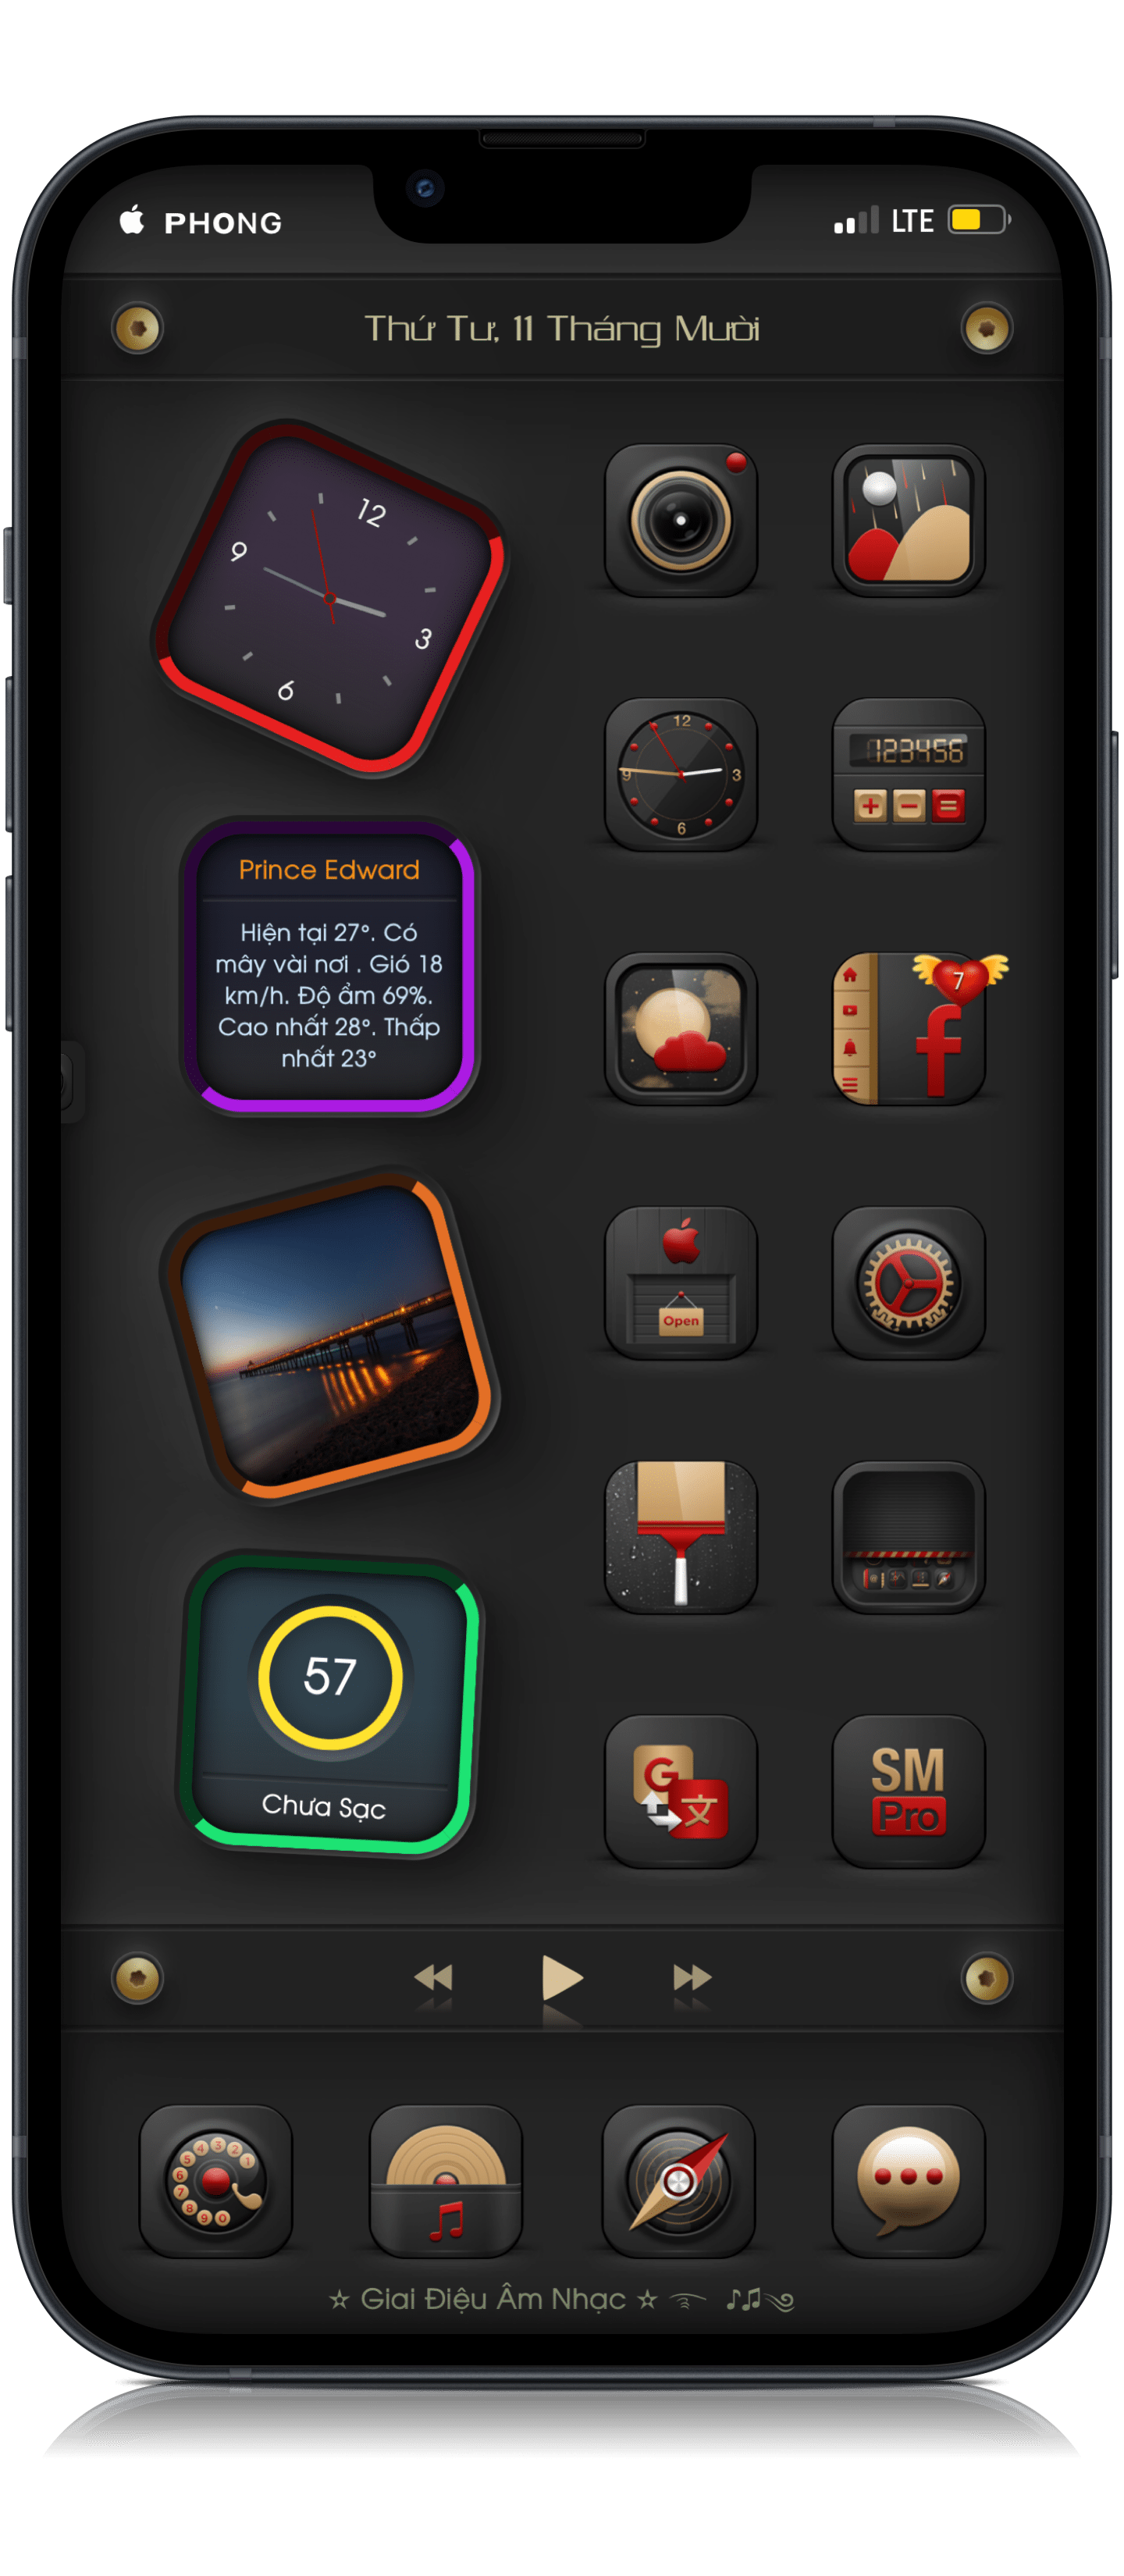 PHONG
LTE
Thứ Tư, 11 Tháng Mười
12
9
3
6
12
9
3
6
123456
+ − =
Prince Edward
Hiện tại 27°. Có
mây vài nơi . Gió 18
km/h. Độ ẩm 69%.
Cao nhất 28°. Thấp
nhất 23°
7
f
Open
57
Chưa Sạc
G
文
SM
Pro
1 2 3 4 5 6 7 8 9 0
☆ Giai Điệu Âm Nhạc ☆